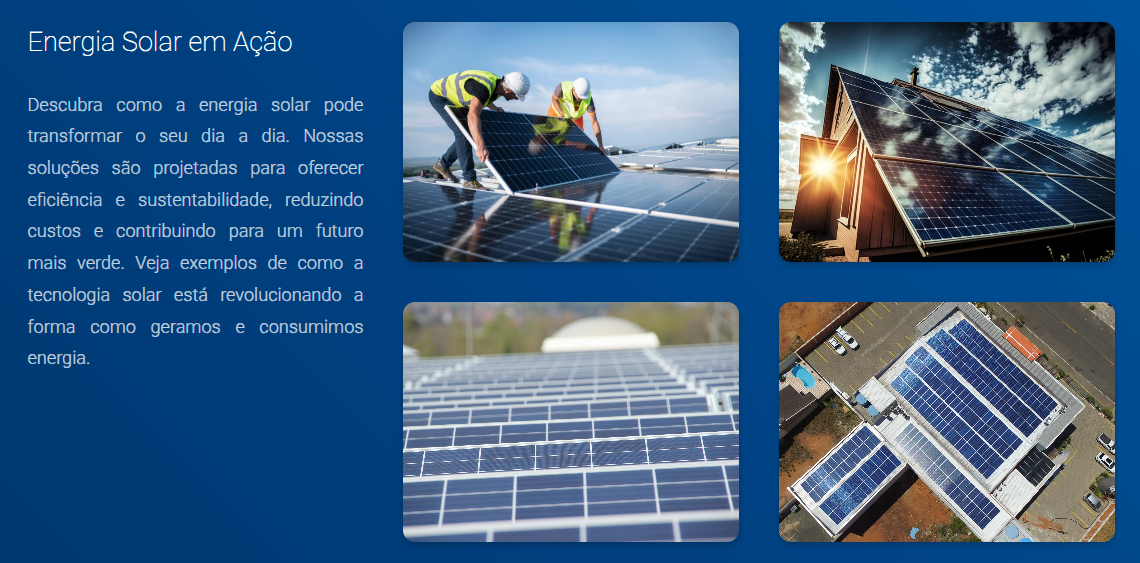 Energia Solar em Ação
Descubra como a energia solar pode
transformar o seu dia a dia. Nossas
soluções são projetadas para oferecer
eficiência e sustentabilidade, reduzindo
custos e contribuindo para um futuro
mais verde. Veja exemplos de como a
tecnologia solar está revolucionando a
forma como geramos e consumimos
energia.